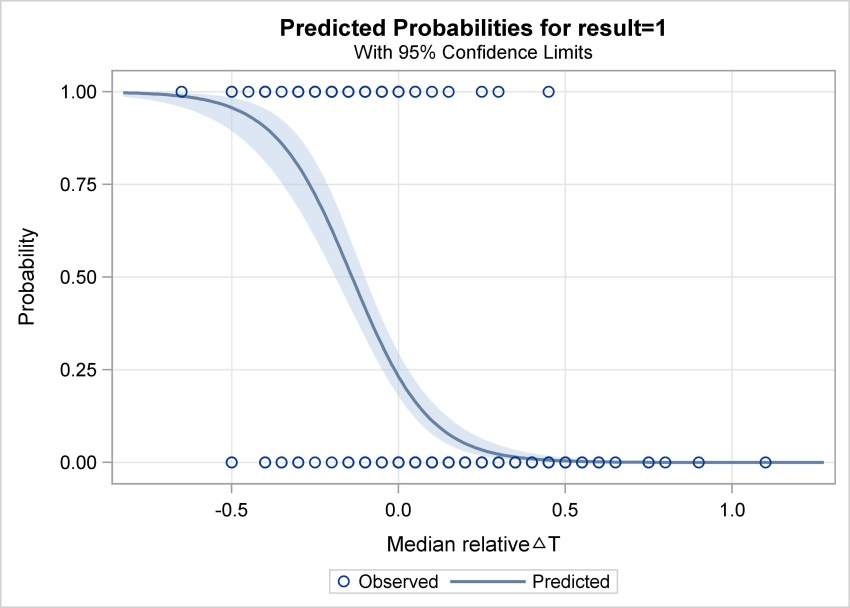 Predicted Probabilities for result=1
With 95% Confidence Limits
1.00
0.75
0.50
0.25
0.00
Probability
-0.5 0.0 0.5 1.0
Median relative△T
Observed Predicted